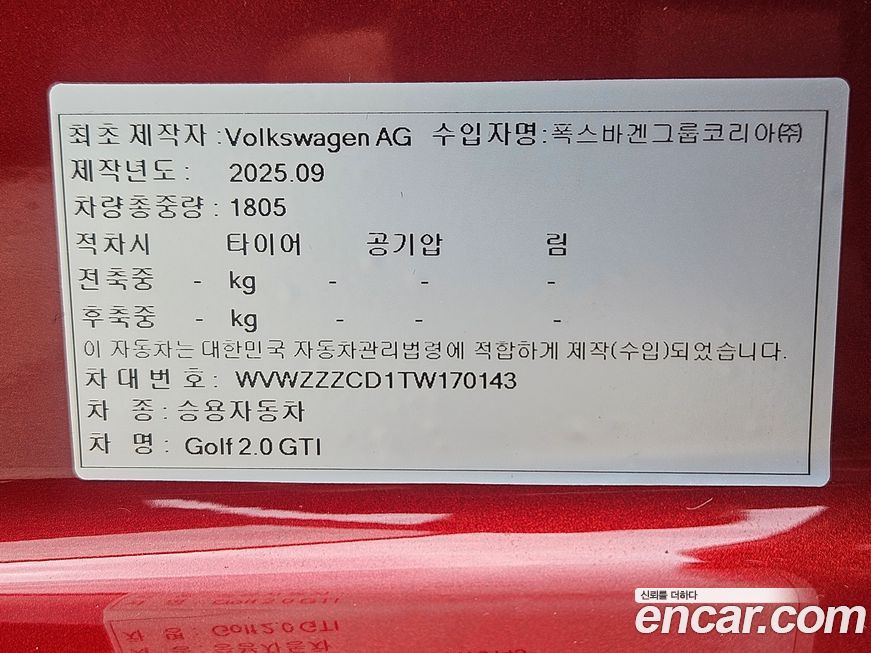 최초제작자 : Volkswagen AG 수입자명 : 폭스바겐그룹코리아㈜
제작년도 : 2025.09
차량총중량 : 1805
적차시 타이어 공기압 림
전축중 - kg - - -
후축중 - kg - - -
이 자동차는 대한민국 자동차관리법령에 적합하게 제작(수입)되었습니다.
차대번호 : WVWZZZCD1TW170143
차 종 : 승용자동차
차 명 : Golf 2.0 GTI
신뢰를 더하다
encar.com